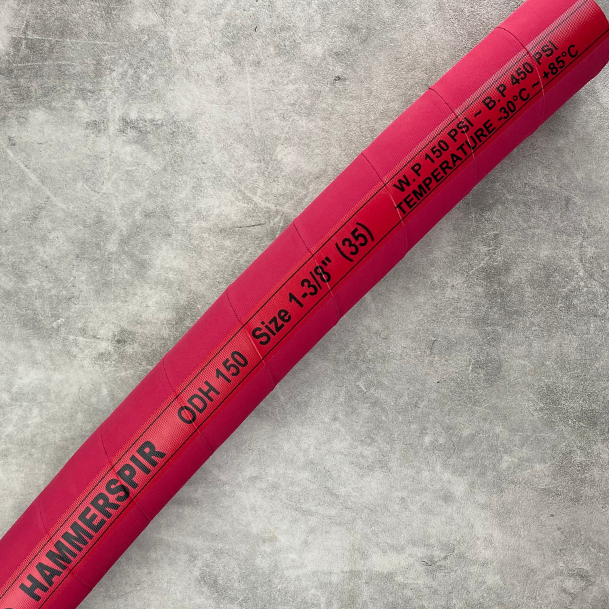 HAMMERSPIR ODH 150 Size 1-3/8" (35)
W.P 150 PSI ~ B.P 450 PSI
TEMPERATURE -30°C ~ +85°C